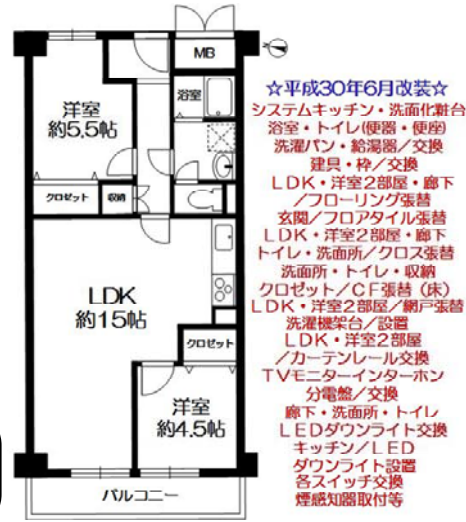 MB
浴室
洋室
約5.5帖
クロゼット
収納
LDK
約15帖
クロゼット
洋室
約4.5帖
バルコニー
☆平成30年6月改装☆
システムキッチン・洗面化粧台
浴室・トイレ(便器・便座)
洗濯パン・給湯器/交換
建具・枠/交換
LDK・洋室2部屋・廊下
/フローリング張替
玄関/フロアタイル張替
LDK・洋室2部屋・廊下
トイレ・洗面所/クロス張替
洗面所・トイレ・収納
クロゼット/CF張替(床)
LDK・洋室2部屋/網戸張替
洗濯機架台/設置
LDK・洋室2部屋
/カーテンレール交換
TVモニターインターホン
分電盤/交換
廊下・洗面所・トイレ
LEDダウンライト交換
キッチン/LED
ダウンライト設置
各スイッチ交換
煙感知器取付等